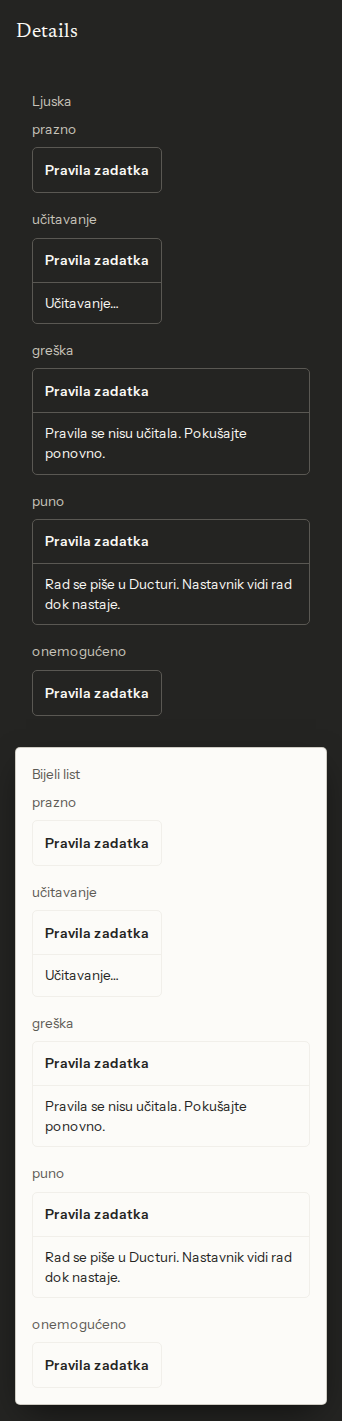 Details
Ljuska
prazno
Pravila zadatka
učitavanje
Pravila zadatka
Učitavanje…
greška
Pravila zadatka
Pravila se nisu učitala. Pokušajte
ponovno.
puno
Pravila zadatka
Rad se piše u Ducturi. Nastavnik vidi rad
dok nastaje.
onemogućeno
Pravila zadatka
Bijeli list
prazno
Pravila zadatka
učitavanje
Pravila zadatka
Učitavanje…
greška
Pravila zadatka
Pravila se nisu učitala. Pokušajte
ponovno.
puno
Pravila zadatka
Rad se piše u Ducturi. Nastavnik vidi rad
dok nastaje.
onemogućeno
Pravila zadatka